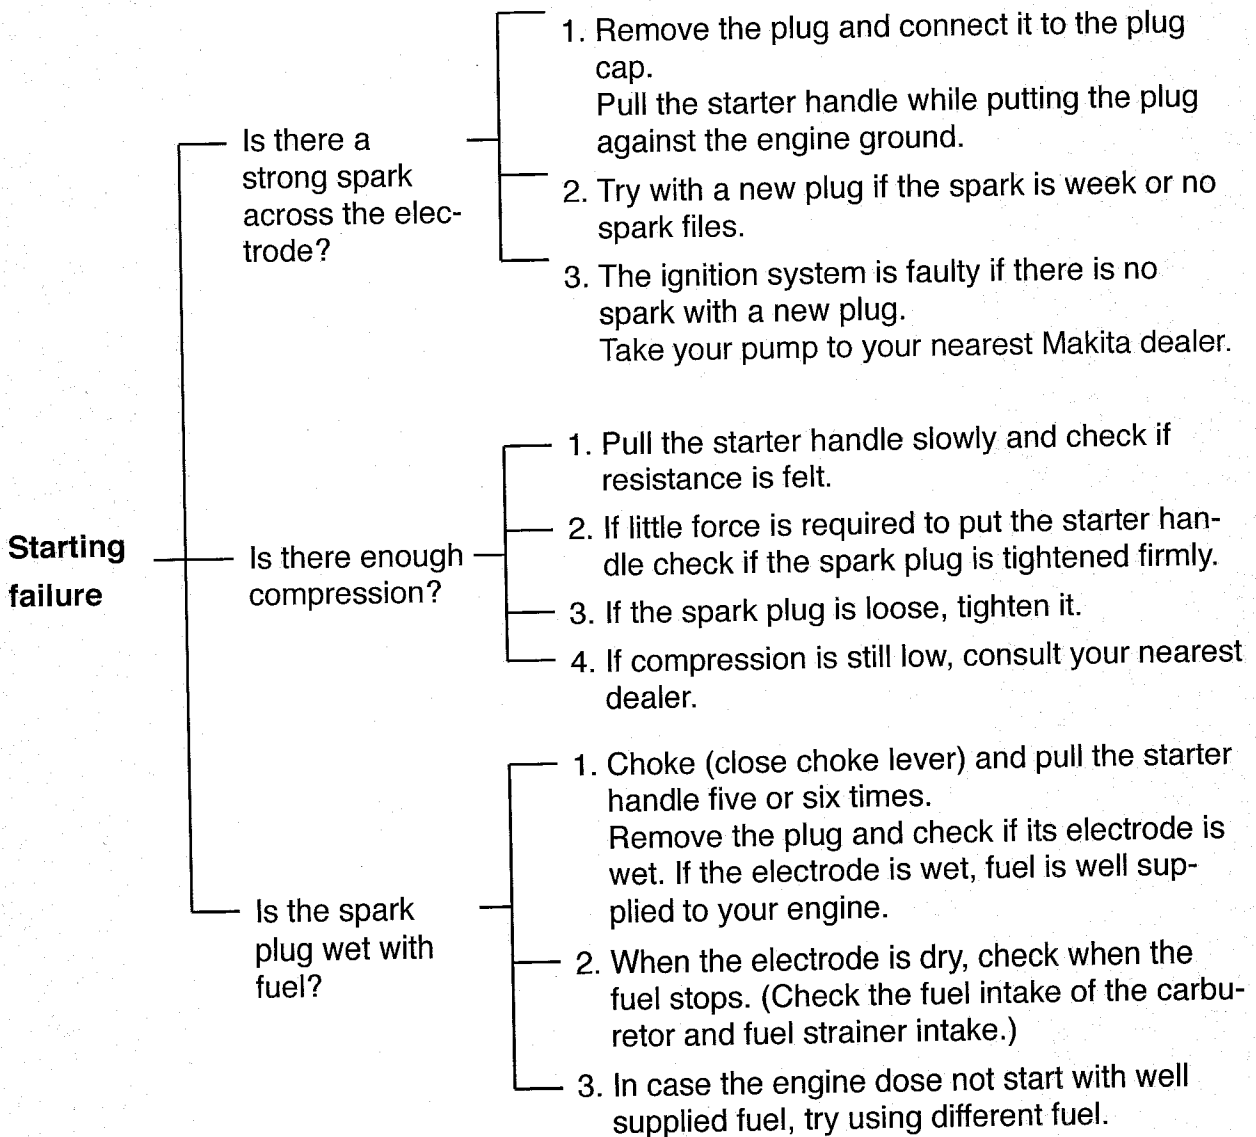 Starting
failure
Is there a
strong spark
across the elec-
trode?
1. Remove the plug and connect it to the plug
cap.
Pull the starter handle while putting the plug
against the engine ground.
2. Try with a new plug if the spark is week or no
spark files.
3. The ignition system is faulty if there is no
spark with a new plug.
Take your pump to your nearest Makita dealer.
Is there enough
compression?
1. Pull the starter handle slowly and check if
resistance is felt.
2. If little force is required to put the starter han-
dle check if the spark plug is tightened firmly.
3. If the spark plug is loose, tighten it.
4. If compression is still low, consult your nearest
dealer.
Is the spark
plug wet with
fuel?
1. Choke (close choke lever) and pull the starter
handle five or six times.
Remove the plug and check if its electrode is
wet. If the electrode is wet, fuel is well sup-
plied to your engine.
2. When the electrode is dry, check when the
fuel stops. (Check the fuel intake of the carbu-
retor and fuel strainer intake.)
3. In case the engine dose not start with well
supplied fuel, try using different fuel.